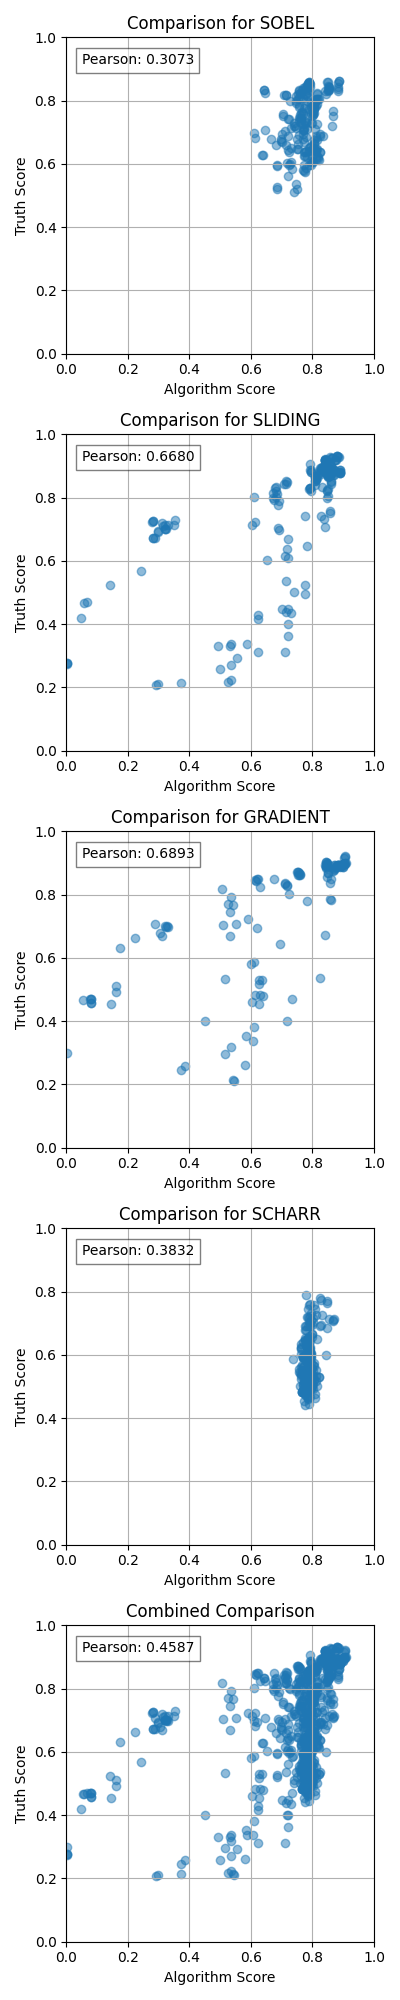 Comparison for SOBEL
Pearson: 0.3073
1.0
0.8
0.6
0.4
0.2
0.0
Truth Score
0.0 0.2 0.4 0.6 0.8 1.0
Algorithm Score
Comparison for SLIDING
Pearson: 0.6680
1.0
0.8
0.6
0.4
0.2
0.0
Truth Score
0.0 0.2 0.4 0.6 0.8 1.0
Algorithm Score
Comparison for GRADIENT
Pearson: 0.6893
1.0
0.8
0.6
0.4
0.2
0.0
Truth Score
0.0 0.2 0.4 0.6 0.8 1.0
Algorithm Score
Comparison for SCHARR
Pearson: 0.3832
1.0
0.8
0.6
0.4
0.2
0.0
Truth Score
0.0 0.2 0.4 0.6 0.8 1.0
Algorithm Score
Combined Comparison
Pearson: 0.4587
1.0
0.8
0.6
0.4
0.2
0.0
Truth Score
0.0 0.2 0.4 0.6 0.8 1.0
Algorithm Score